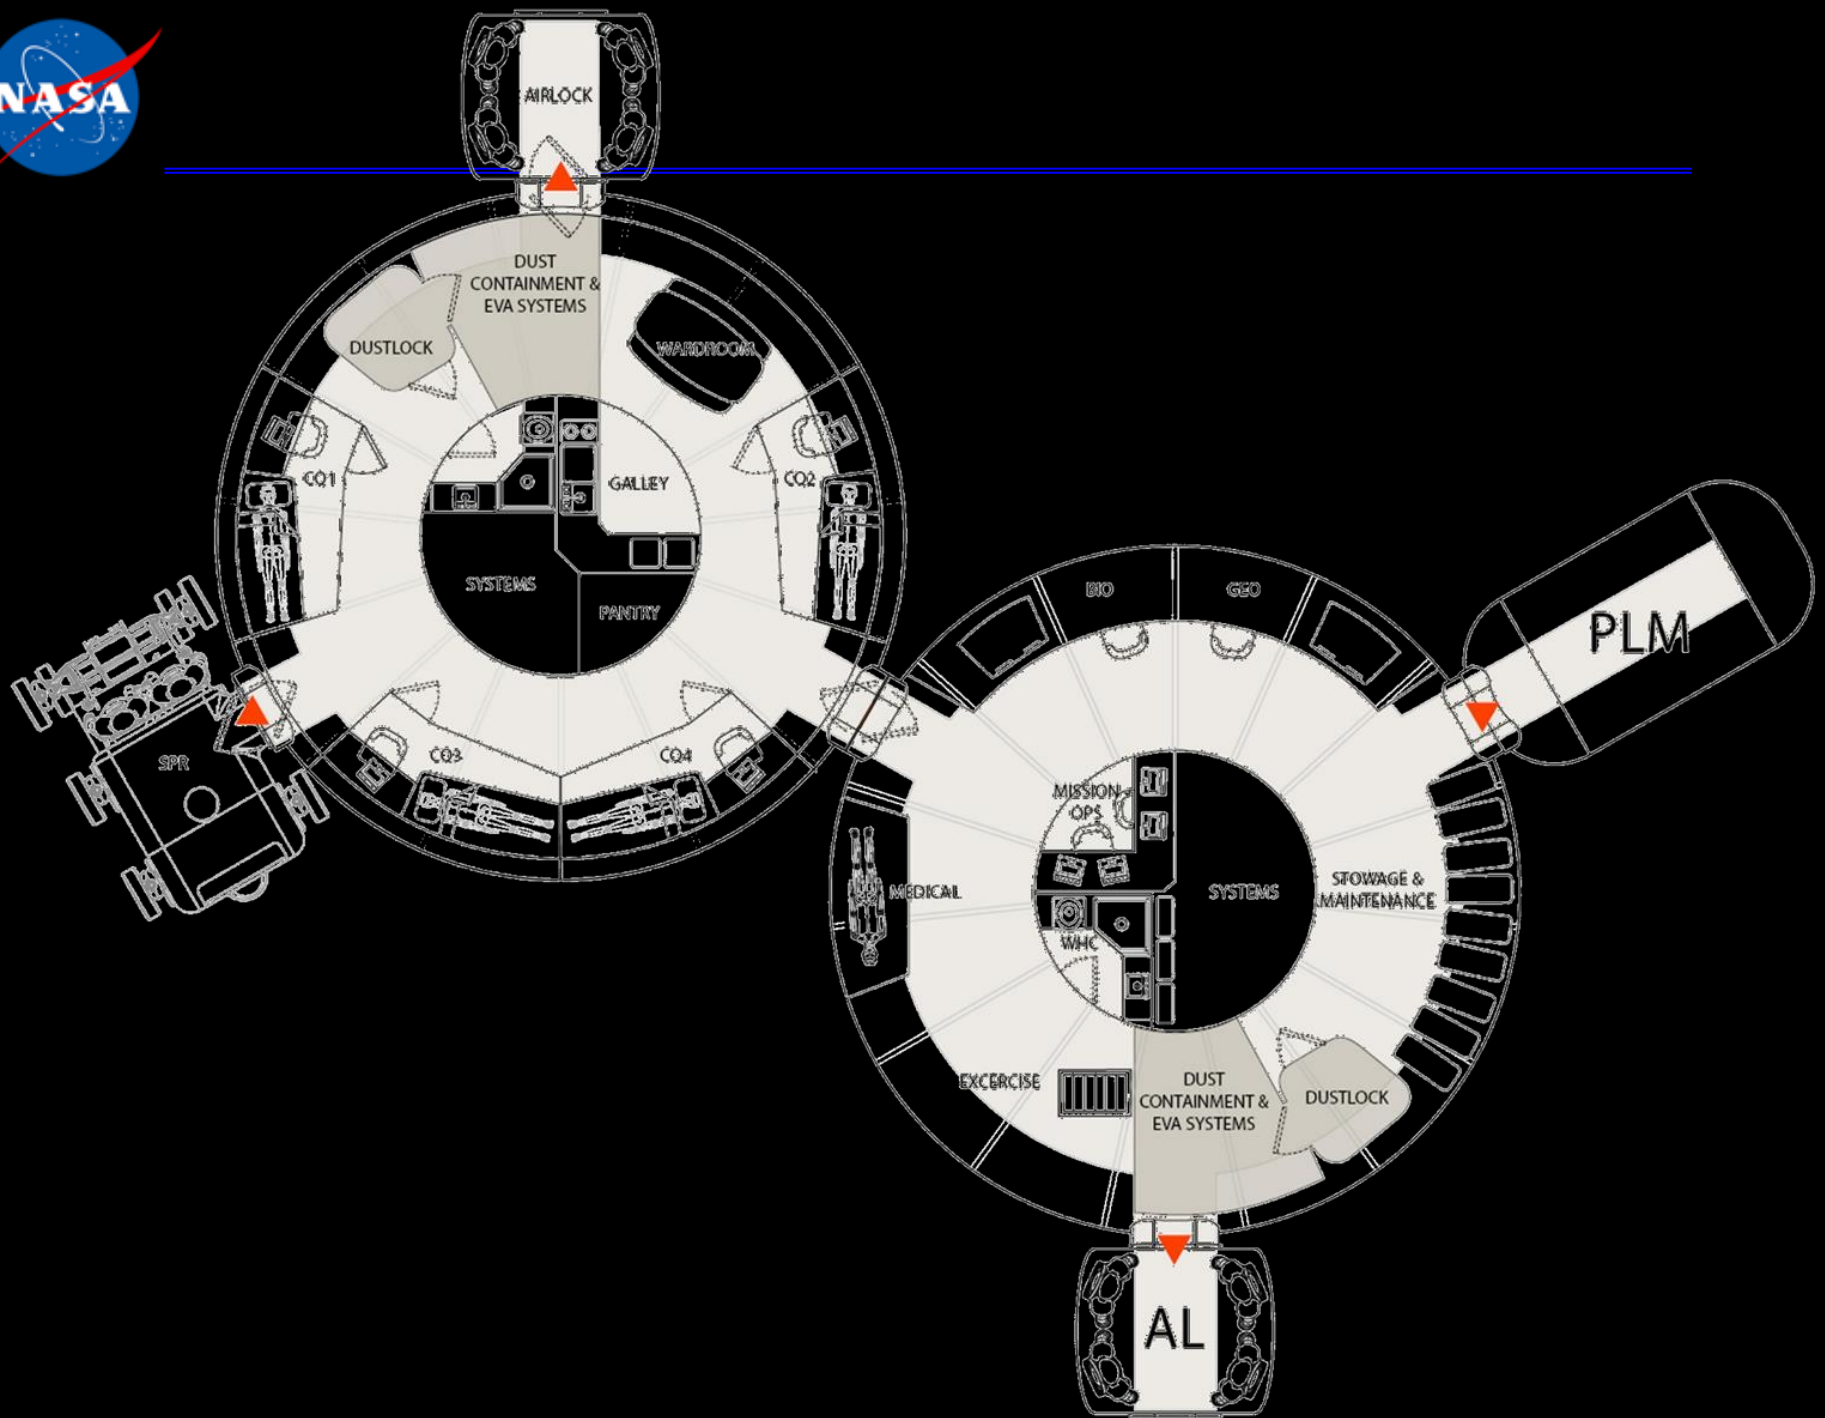 NASA
AIRLOCK
DUST
CONTAINMENT &
EVA SYSTEMS
DUSTLOCK
WARDROOM
CQ1
CQ2
GALLEY
SYSTEMS
PANTRY
CQ3
CQ4
SPR
BIO
GEO
PLM
MISSION
OPS
MEDICAL
SYSTEMS
STOWAGE &
MAINTENANCE
WHC
EXCERCISE
DUST
CONTAINMENT &
EVA SYSTEMS
DUSTLOCK
AL